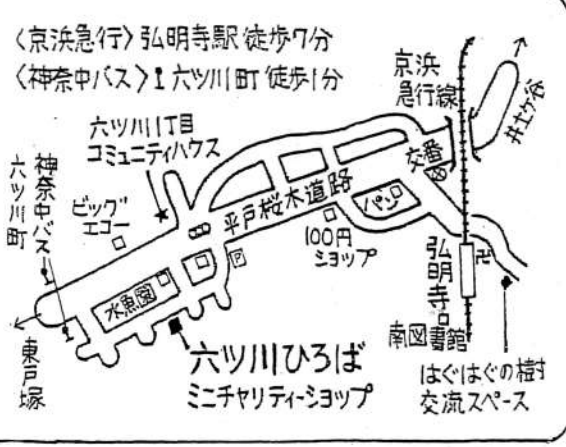 〈京浜急行〉弘明寺駅 徒歩7分
〈神奈中バス〉六ツ川町 徒歩1分
京浜
急行線
井土ヶ谷
六ツ川1丁目
コミュニティハウス
交番
神奈中バス
六ツ川町
ビッグ
エコー
平戸桜木道路
パン
100円
ショップ
P
弘明寺
卍
水魚園
南図書館
東戸塚
六ツ川ひろば
ミニチャリティーショップ
はぐはぐの樹
交流スペース